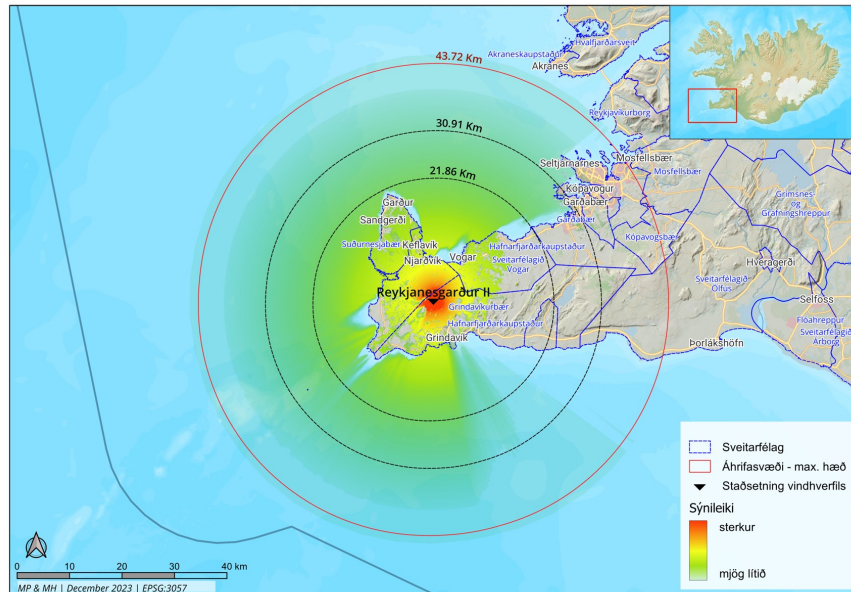 43.72 Km
30.91 Km
21.86 Km
Hvalfjarðarsveit
Akraneskaupstaður
Akranes
Reykjavíkurborg
Seltjarnarnes
Mosfellsbær
Mosfellsbær
Kópavogur
Garðabær
Garðabær
Grímsnes-
og
Grafningshreppur
Garður
Sandgerði
Suðurnesjabær
Keflavík
Njarðvík
Vogar
Hafnarfjarðarkaupstaður
Sveitarfélagið
Vogar
Kópavogsbær
Hveragerði
Reykjanesgarður II
Grindavíkurbær
Hafnarfjarðarkaupstaður
Grindavík
Sveitarfélagið
Ölfus
Selfoss
Flóahreppur
Sveitarfélagið
Árborg
Þorlákshöfn
Sveitarfélag
Áhrifasvæði - max. hæð
Staðsetning vindhverfils
Sýnileiki
sterkur
mjög lítið
0 10 20 40 km
MP & MH | December 2023 | EPSG:3057